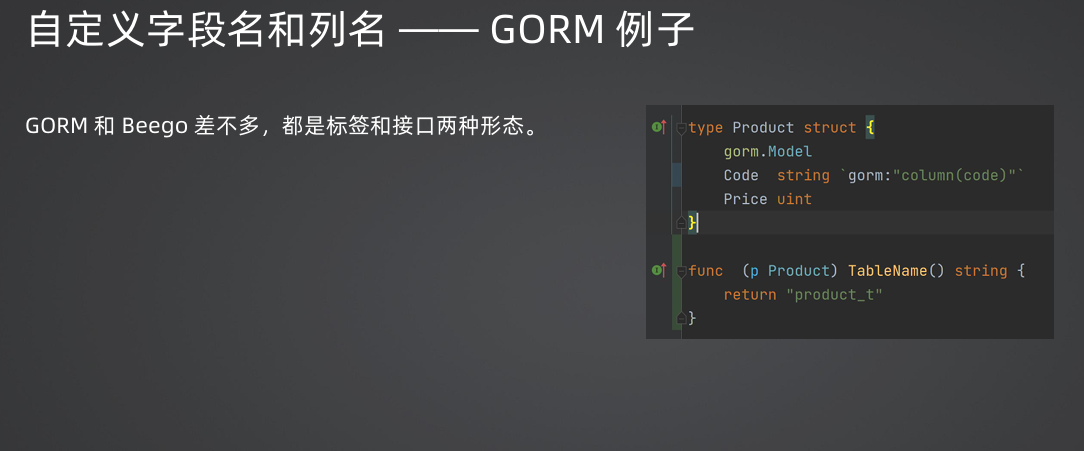 自定义字段名和列名 —— GORM 例子
GORM 和 Beego 差不多，都是标签和接口两种形态。
type Product struct {
    gorm.Model
    Code  string `gorm:"column(code)"`
    Price uint
}
func  (p Product) TableName() string {
    return "product_t"
}